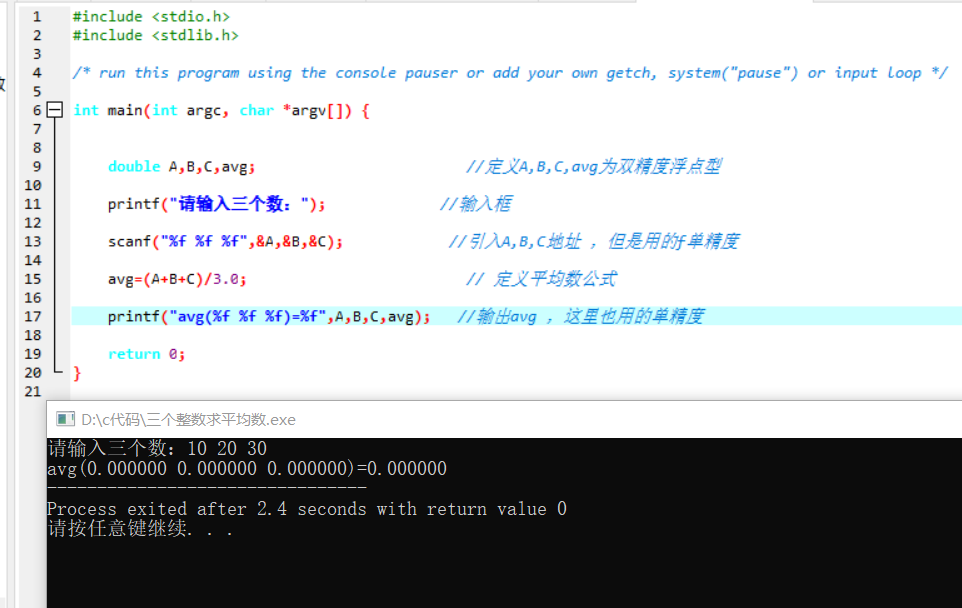 1 #include <stdio.h>
2 #include <stdlib.h>
3
4 /* run this program using the console pauser or add your own getch, system("pause") or input loop */
5
6 int main(int argc, char *argv[]) {
7
8
9 double A,B,C,avg; //定义A,B,C,avg为双精度浮点型
10
11 printf("请输入三个数："); //输入框
12
13 scanf("%f %f %f",&A,&B,&C); //引入A,B,C地址 ，但是用的f单精度
14
15 avg=(A+B+C)/3.0; // 定义平均数公式
16
17 printf("avg(%f %f %f)=%f",A,B,C,avg); //输出avg ，这里也用的单精度
18
19 return 0;
20 }
21
D:\c代码\三个整数求平均数.exe
请输入三个数：10 20 30
avg(0.000000 0.000000 0.000000)=0.000000
--------------------------------
Process exited after 2.4 seconds with return value 0
请按任意键继续. . .